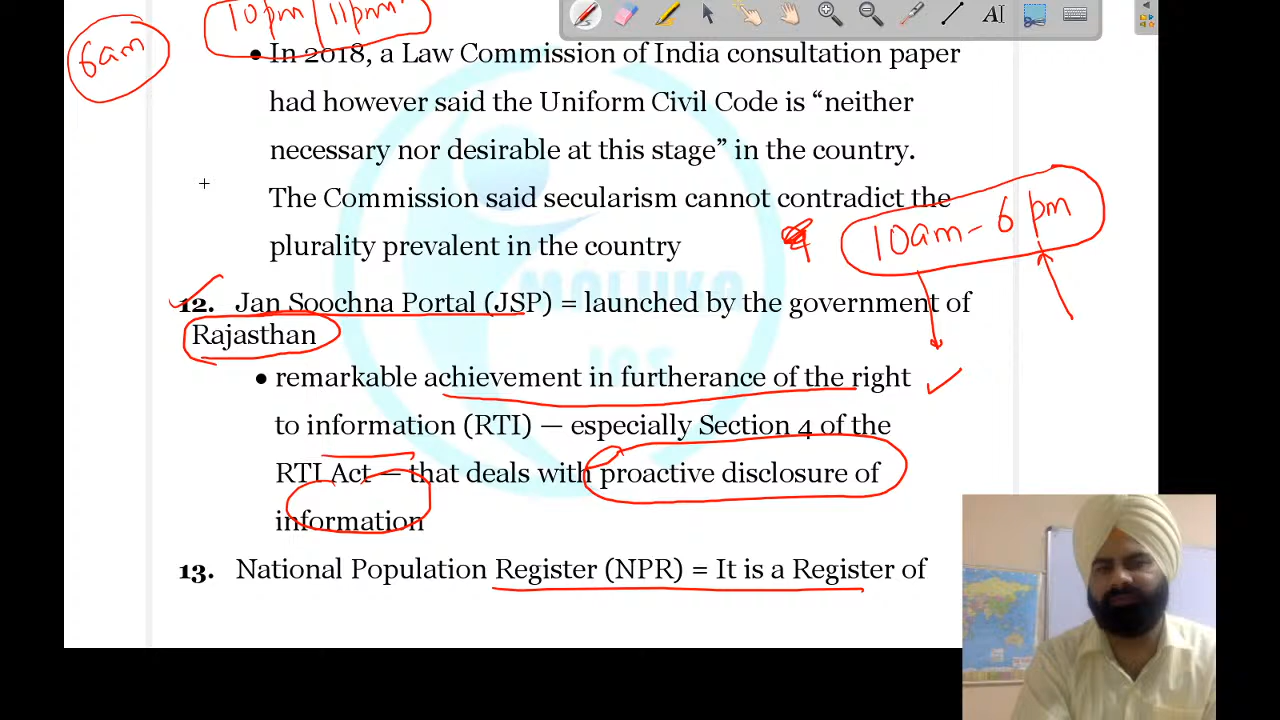 10pm | 11pm
6am
• In 2018, a Law Commission of India consultation paper
had however said the Uniform Civil Code is “neither
necessary nor desirable at this stage” in the country.
The Commission said secularism cannot contradict the
plurality prevalent in the country
10am - 6 pm
12. Jan Soochna Portal (JSP) = launched by the government of
Rajasthan
• remarkable achievement in furtherance of the right
to information (RTI) — especially Section 4 of the
RTI Act — that deals with proactive disclosure of
information
13. National Population Register (NPR) = It is a Register of